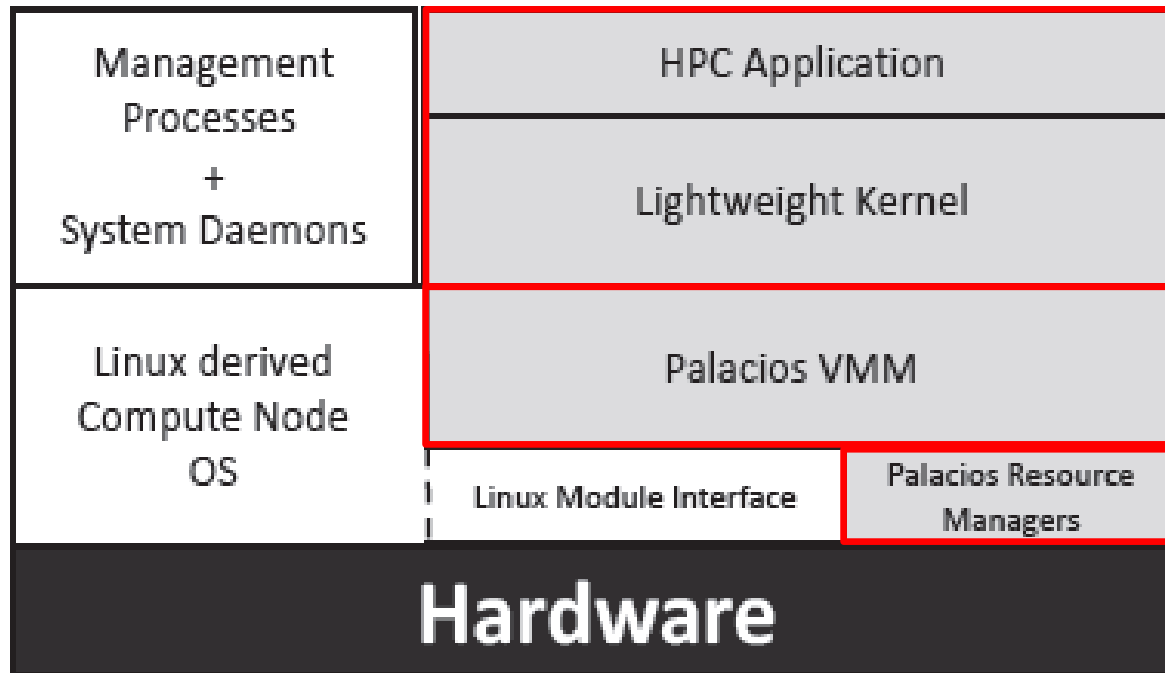 Management
Processes
+
System Daemons
HPC Application
Lightweight Kernel
Linux derived
Compute Node
OS
Palacios VMM
Linux Module Interface
Palacios Resource
Managers
Hardware